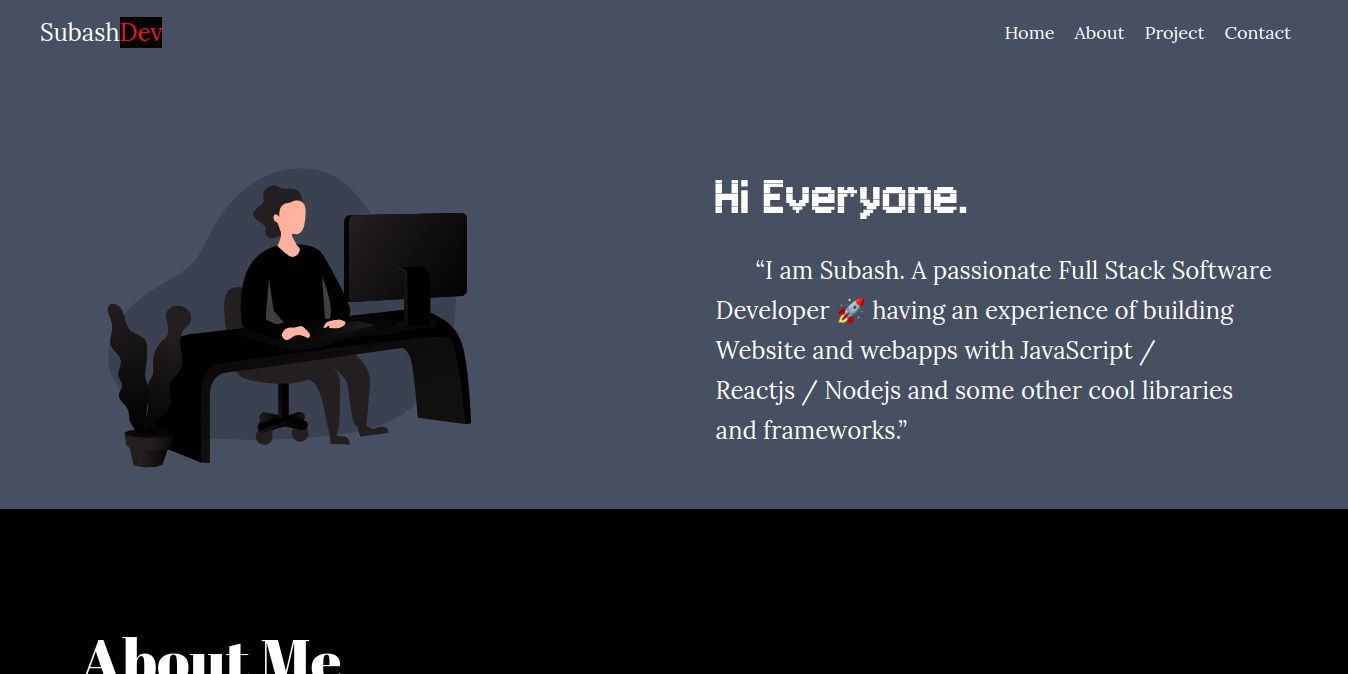 SubashDev
Home About Project Contact
Hi Everyone.
“I am Subash. A passionate Full Stack Software
Developer 🚀 having an experience of building
Website and webapps with JavaScript /
Reactjs / Nodejs and some other cool libraries
and frameworks.”
About Me